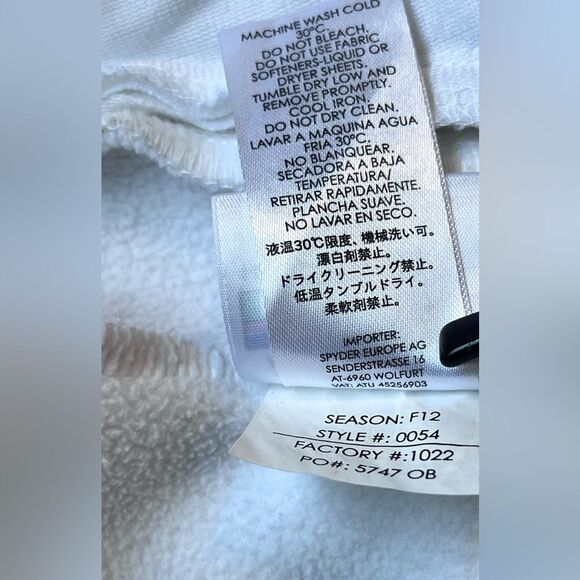 MACHINE WASH COLD
30°C.
DO NOT BLEACH.
DO NOT USE FABRIC
SOFTENERS-LIQUID OR
DRYER SHEETS.
TUMBLE DRY LOW AND
REMOVE PROMPTLY.
COOL IRON.
DO NOT DRY CLEAN.
LAVAR A MAQUINA AGUA
FRIA 30°C.
NO BLANQUEAR.
SECADORA A BAJA
TEMPERATURA/
RETIRAR RAPIDAMENTE.
PLANCHA SUAVE.
NO LAVAR EN SECO.
液温30℃限度、機械洗い可。
漂白剤禁止。
ドライクリーニング禁止。
低温タンブルドライ。
柔軟剤禁止。
IMPORTER:
SPYDER EUROPE AG
SENDERSTRASSE 16
AT-6960 WOLFURT
VAT: ATU 45256903
SEASON: F12
STYLE #: 0054
FACTORY #:1022
PO#: 5747 OB